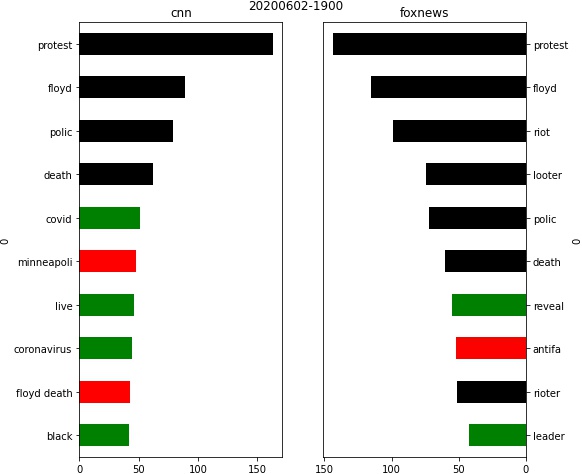 20200602-1900
cnn
foxnews
protest
floyd
polic
death
covid
minneapoli
live
coronavirus
floyd death
black
0
0 50 100 150
protest
floyd
riot
looter
polic
death
reveal
antifa
rioter
leader
0
150 100 50 0